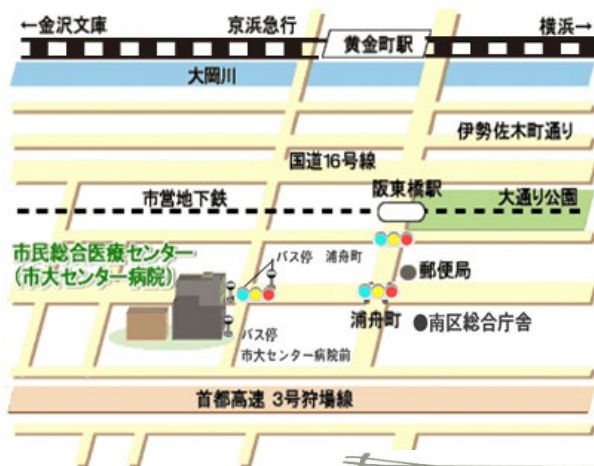 ←金沢文庫
京浜急行
横浜→
黄金町駅
大岡川
伊勢佐木町通り
国道16号線
阪東橋駅
市営地下鉄
大通り公園
市民総合医療センター
(市大センター病院)
バス停 浦舟町
郵便局
浦舟町
南区総合庁舎
バス停
市大センター病院前
首都高速 3号狩場線